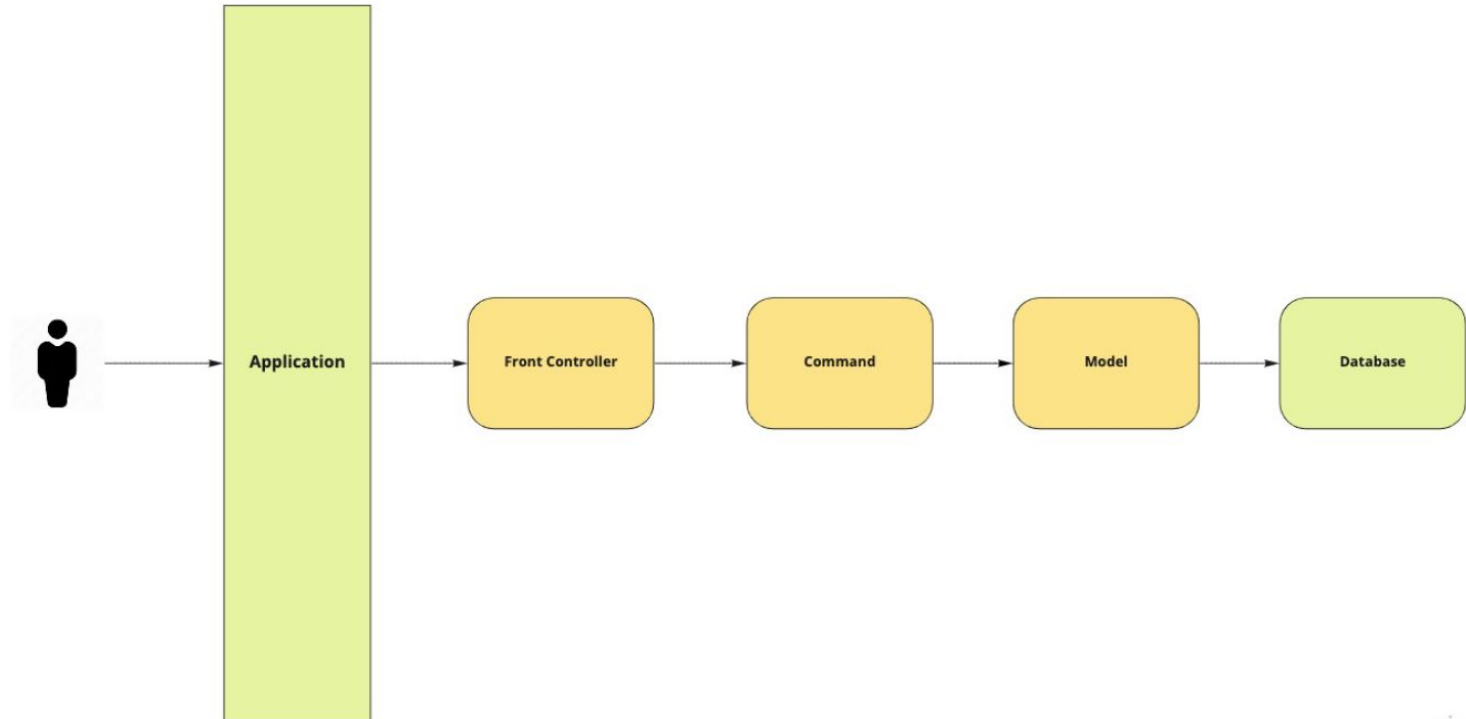 Application
Front Controller
Command
Model
Database